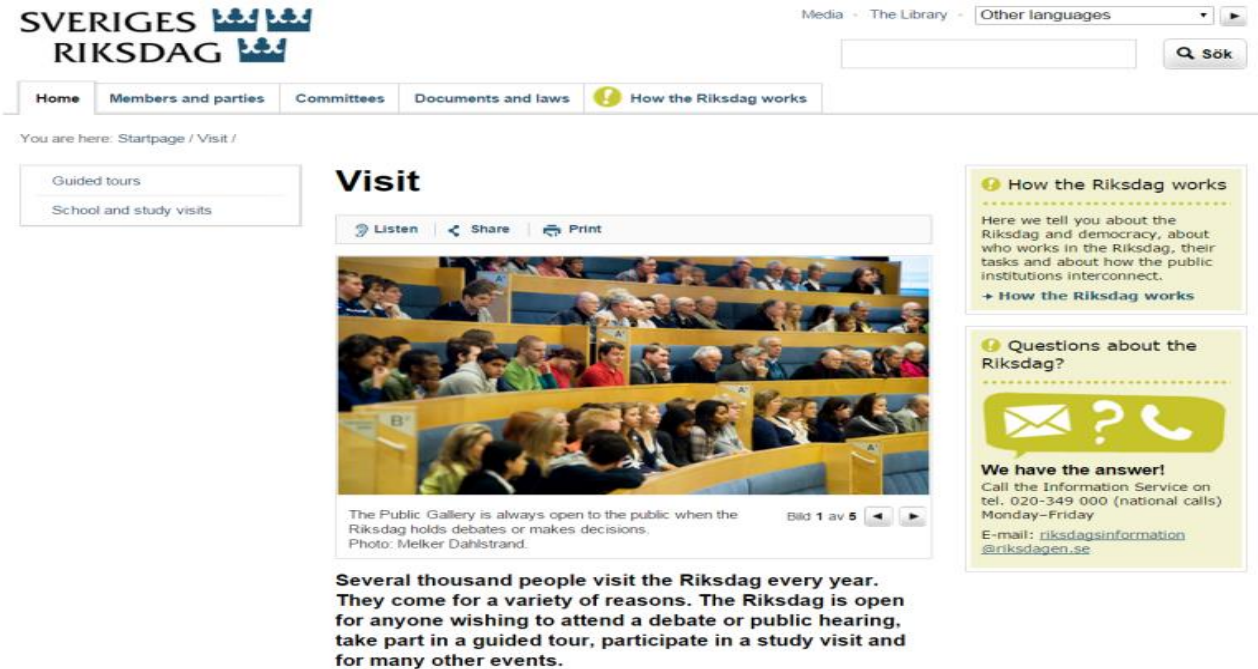 SVERIGES
RIKSDAG
Media - The Library - Other languages
Sök
Home
Members and parties
Committees
Documents and laws
How the Riksdag works
You are here: Startpage / Visit /
Guided tours
School and study visits
Visit
Listen
Share
Print
A
A
A
B
The Public Gallery is always open to the public when the
Riksdag holds debates or makes decisions.
Photo: Melker Dahlstrand.
Bild 1 av 5
Several thousand people visit the Riksdag every year.
They come for a variety of reasons. The Riksdag is open
for anyone wishing to attend a debate or public hearing,
take part in a guided tour, participate in a study visit and
for many other events.
How the Riksdag works
Here we tell you about the
Riksdag and democracy, about
who works in the Riksdag, their
tasks and about how the public
institutions interconnect.
How the Riksdag works
Questions about the
Riksdag?
?
We have the answer!
Call the Information Service on
tel. 020-349 000 (national calls)
Monday–Friday
E-mail: riksdagsinformation
@riksdagen.se